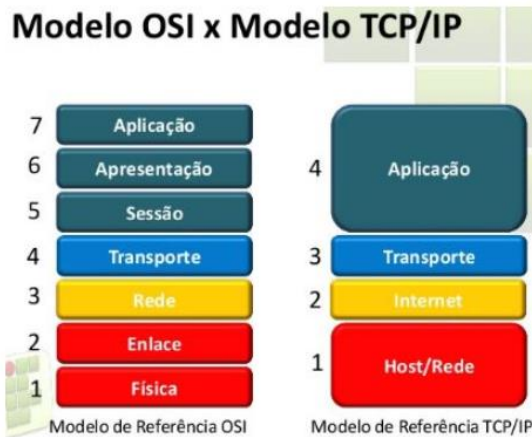 Modelo OSI x Modelo TCP/IP
7 Aplicação
6 Apresentação
5 Sessão
4 Transporte
3 Rede
2 Enlace
1 Física
Modelo de Referência OSI
4 Aplicação
3 Transporte
2 Internet
1 Host/Rede
Modelo de Referência TCP/IP